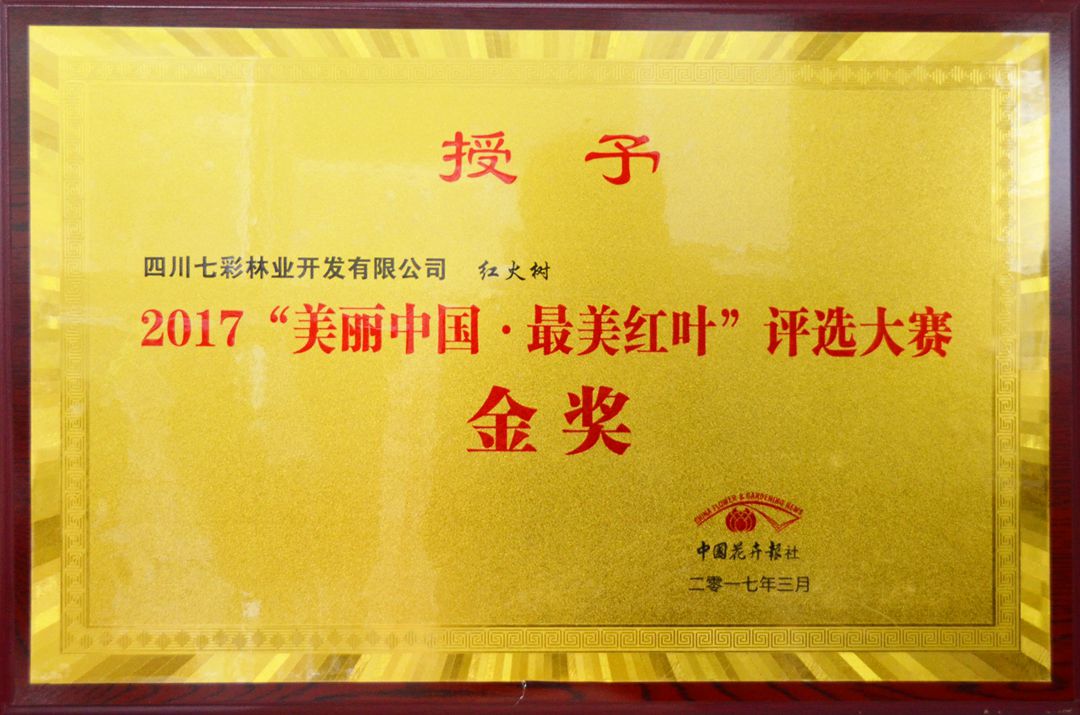 授予
四川七彩林业开发有限公司 红火树
2017“美丽中国·最美红叶”评选大赛
金奖
CHINA FLOWER & GARDENING NEWS
中国花卉报社
二零一七年三月